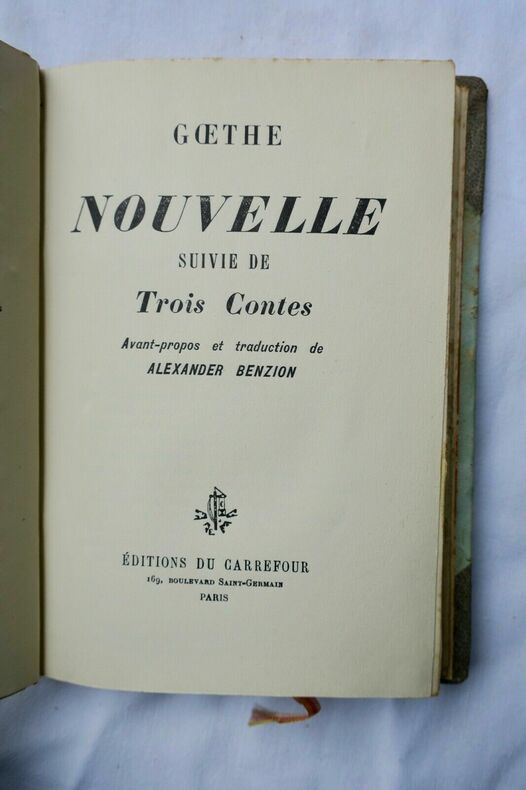 GŒTHE
NOUVELLE
SUIVIE DE
Trois Contes
Avant-propos et traduction de
ALEXANDER BENZION
ÉDITIONS DU CARREFOUR
169, BOULEVARD SAINT-GERMAIN
PARIS